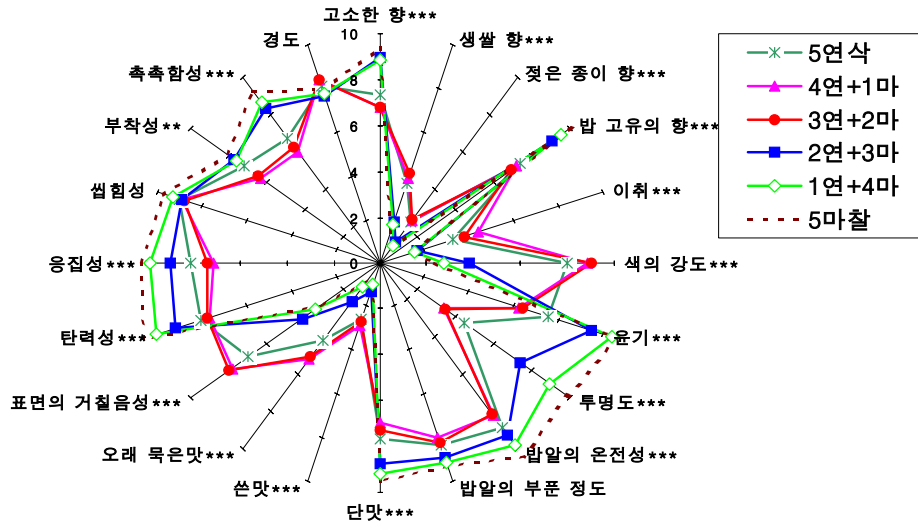 고소한 향***
생쌀 향***
젖은 종이 향***
밥 고유의 향***
이취***
색의 강도***
윤기***
투명도***
밥알의 온전성***
밥알의 부푼 정도
단맛***
쓴맛***
오래 묵은맛***
표면의 거칠음성***
탄력성***
응집성***
씹힘성
부착성**
촉촉함성***
경도
10
8
6
4
2
0
5연삭
4연+1마
3연+2마
2연+3마
1연+4마
5마찰